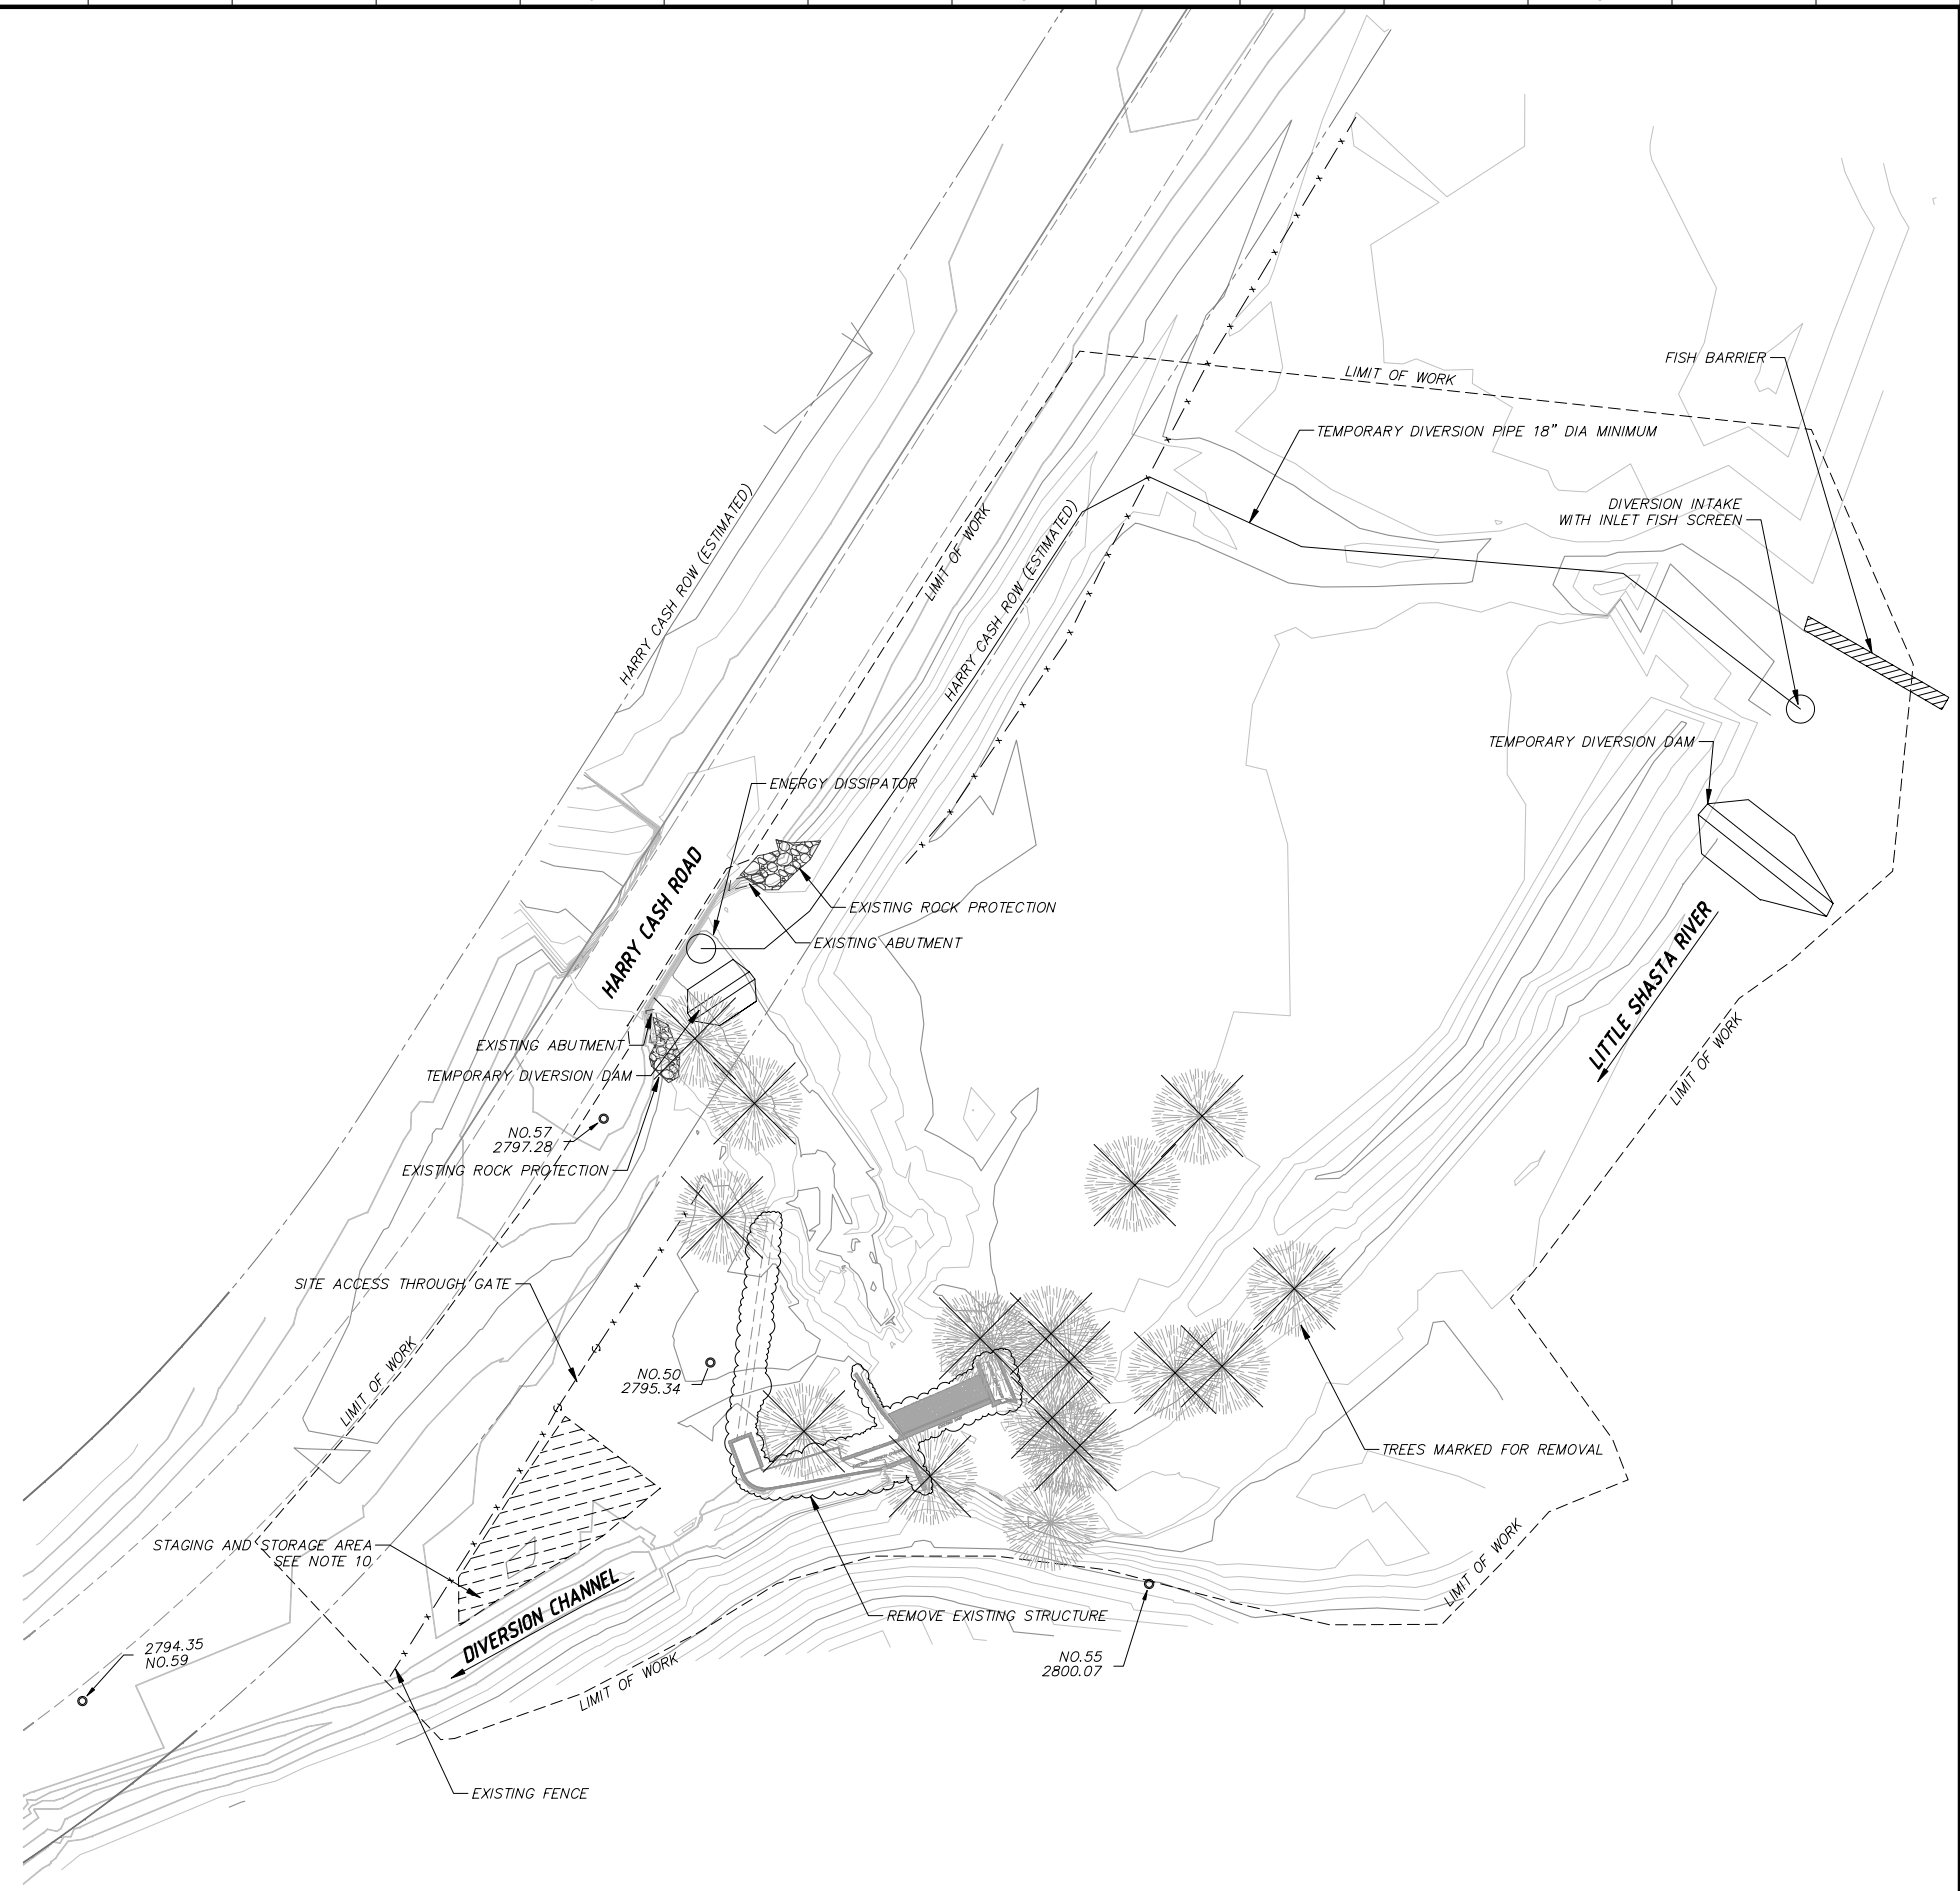 FISH BARRIER
LIMIT OF WORK
TEMPORARY DIVERSION PIPE 18" DIA MINIMUM
DIVERSION INTAKE
WITH INLET FISH SCREEN
HARRY CASH ROW (ESTIMATED)
LIMIT OF WORK
HARRY CASH ROW (ESTIMATED)
TEMPORARY DIVERSION DAM
ENERGY DISSIPATOR
HARRY CASH ROAD
EXISTING ROCK PROTECTION
EXISTING ABUTMENT
LITTLE SHASTA RIVER
LIMIT OF WORK
EXISTING ABUTMENT
TEMPORARY DIVERSION DAM
NO.57
2797.28
EXISTING ROCK PROTECTION
SITE ACCESS THROUGH GATE
LIMIT OF WORK
NO.50
2795.34
G
G
TREES MARKED FOR REMOVAL
STAGING AND STORAGE AREA
SEE NOTE 10
DIVERSION CHANNEL
REMOVE EXISTING STRUCTURE
LIMIT OF WORK
2794.35
NO.59
LIMIT OF WORK
NO.55
2800.07
EXISTING FENCE